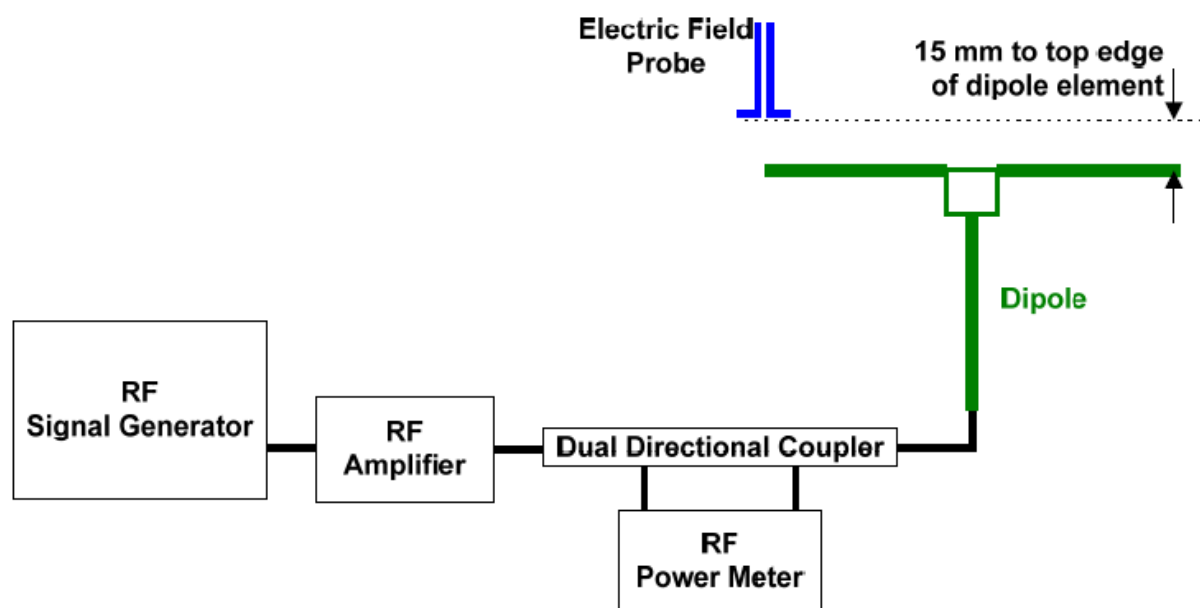 Electric Field
Probe
15 mm to top edge
of dipole element
Dipole
RF
Signal Generator
RF
Amplifier
Dual Directional Coupler
RF
Power Meter